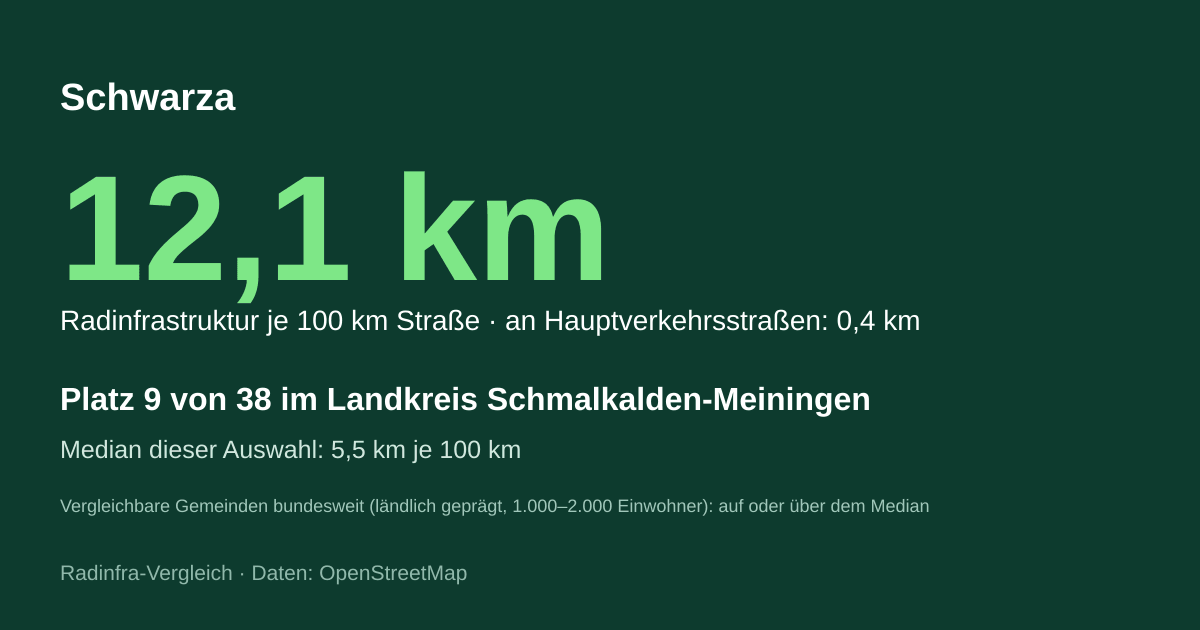 Schwarza
12,1 km
Radinfrastruktur je 100 km Straße · an Hauptverkehrsstraßen: 0,4 km
Platz 9 von 38 im Landkreis Schmalkalden-Meiningen
Median dieser Auswahl: 5,5 km je 100 km
Vergleichbare Gemeinden bundesweit (ländlich geprägt, 1.000–2.000 Einwohner): auf oder über dem Median
Radinfra-Vergleich · Daten: OpenStreetMap